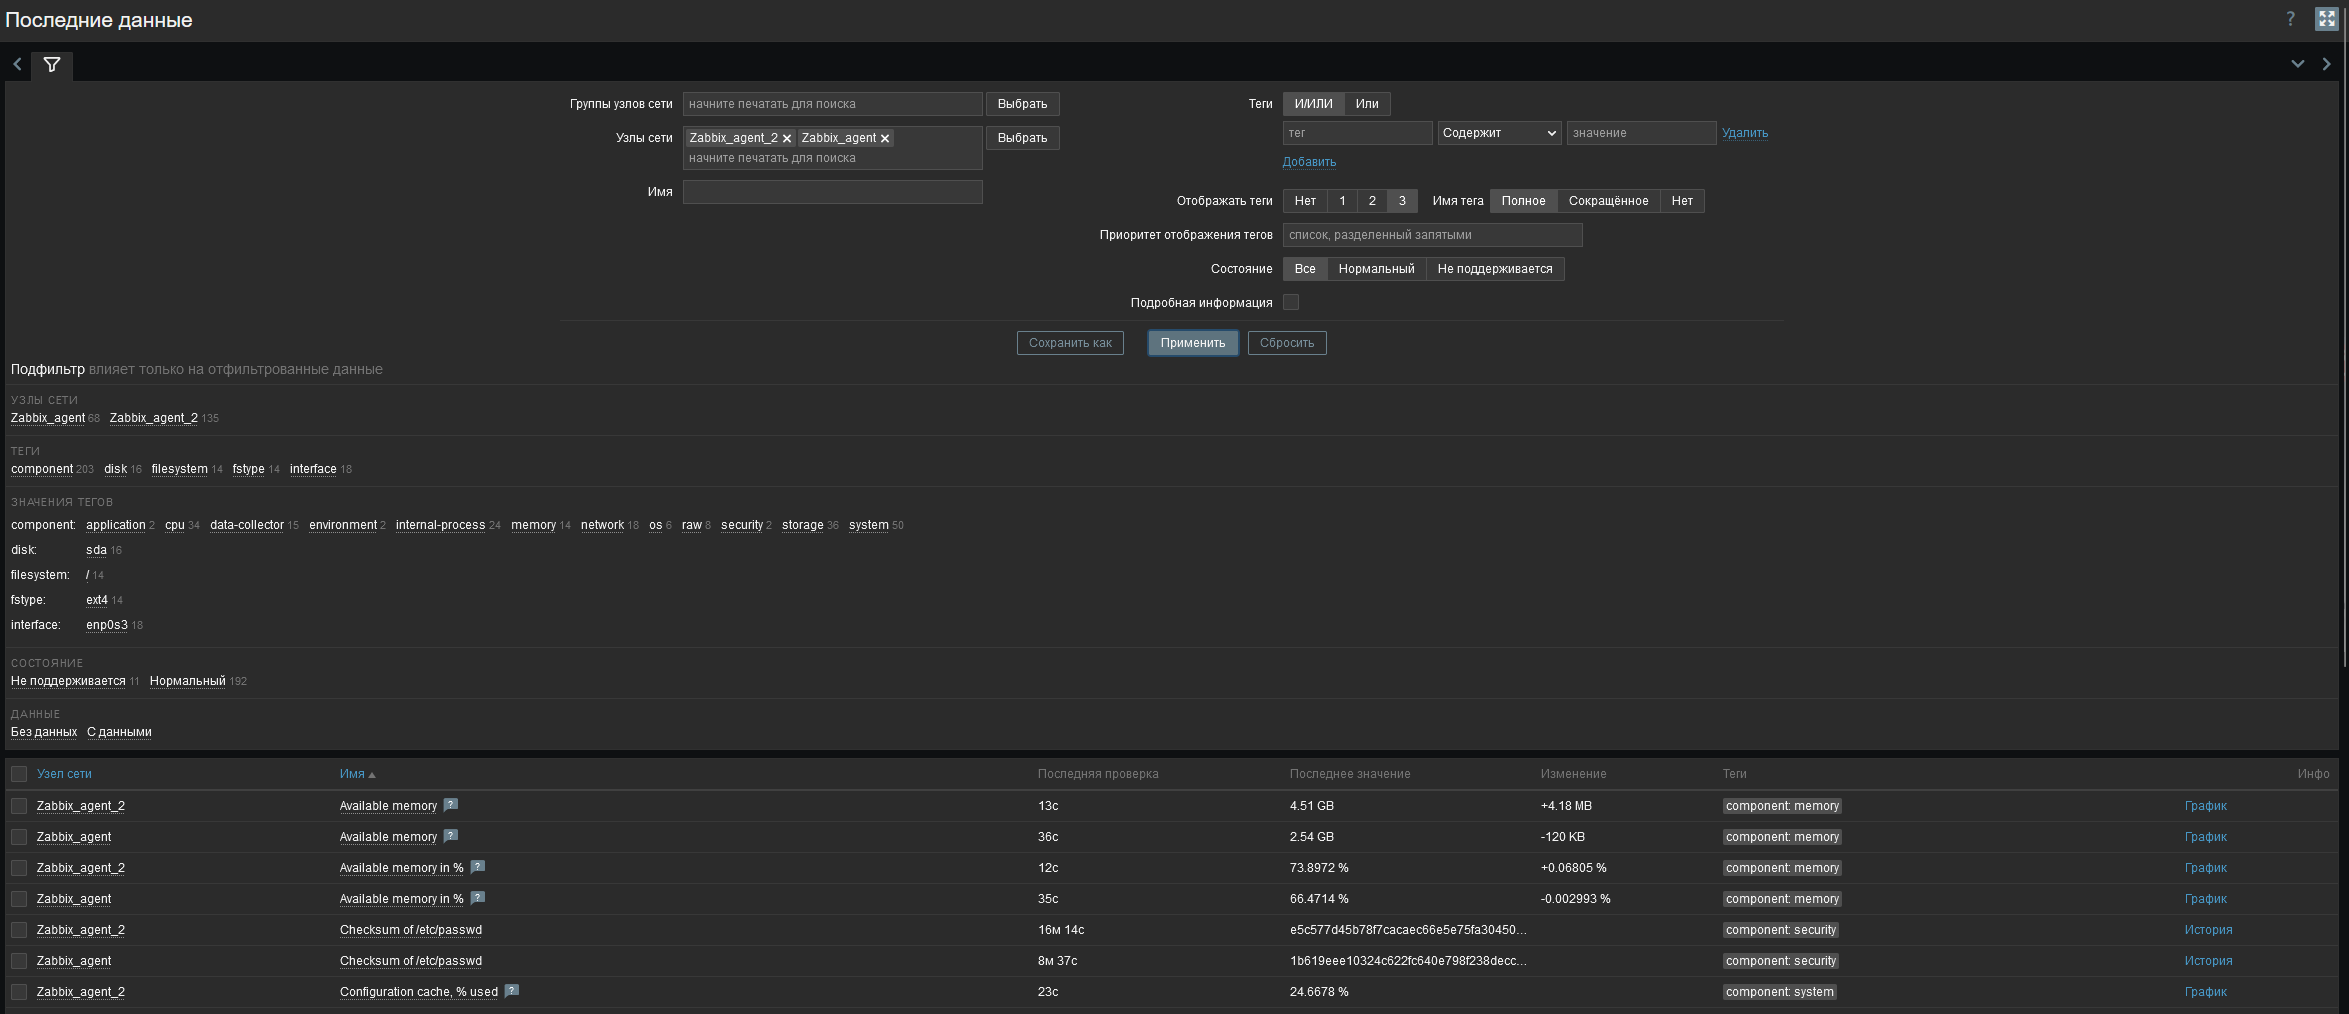 Последние данные
Группы узлов сети начните печатать для поиска Выбрать
Узлы сети Zabbix_agent_2 Zabbix_agent Выбрать
начните печатать для поиска
Имя
Теги И/ИЛИ Или
тег Содержит значение Удалить
Добавить
Отображать теги Нет 1 2 3 Имя тега Полное Сокращённое Нет
Приоритет отображения тегов список, разделенный запятыми
Состояние Все Нормальный Не поддерживается
Подробная информация
Сохранить как Применить Сбросить
Подфильтр влияет только на отфильтрованные данные
УЗЛЫ СЕТИ
Zabbix_agent 68 Zabbix_agent_2 135
ТЕГИ
component 203 disk 16 filesystem 14 fstype 14 interface 18
ЗНАЧЕНИЯ ТЕГОВ
component: application 2 cpu 34 data-collector 15 environment 2 internal-process 24 memory 14 network 18 os 6 raw 8 security 2 storage 36 system 50
disk: sda 16
filesystem: / 14
fstype: ext4 14
interface: enp0s3 18
СОСТОЯНИЕ
Не поддерживается 11 Нормальный 192
ДАННЫЕ
Без данных С данными
Узел сети Имя Последняя проверка Последнее значение Изменение Теги Инфо
Zabbix_agent_2 Available memory ? 13с 4.51 GB +4.18 MB component: memory График
Zabbix_agent Available memory ? 36с 2.54 GB -120 KB component: memory График
Zabbix_agent_2 Available memory in % ? 12с 73.8972 % +0.06805 % component: memory График
Zabbix_agent Available memory in % ? 35с 66.4714 % -0.002993 % component: memory График
Zabbix_agent_2 Checksum of /etc/passwd 16м 14с e5c577d45b78f7cacaec66e5e75fa30450... component: security История
Zabbix_agent Checksum of /etc/passwd 8м 37с 1b619eee10324c622fc640e798f238decc... component: security История
Zabbix_agent_2 Configuration cache, % used ? 23с 24.6678 % component: system График